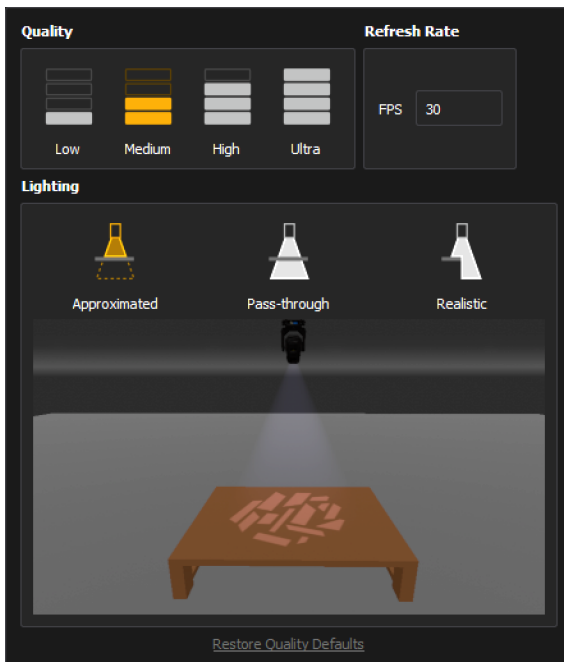 Quality
Refresh Rate
Low
Medium
High
Ultra
FPS
30
Lighting
Approximated
Pass-through
Realistic
Restore Quality Defaults